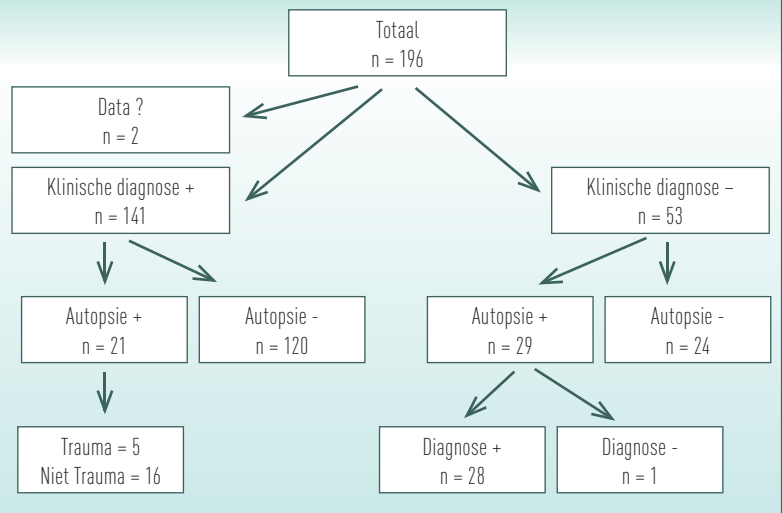 Totaal
n = 196
Data ?
n = 2
Klinische diagnose +
n = 141
Klinische diagnose –
n = 53
Autopsie +
n = 21
Autopsie -
n = 120
Autopsie +
n = 29
Autopsie -
n = 24
Trauma = 5
Niet Trauma = 16
Diagnose +
n = 28
Diagnose -
n = 1